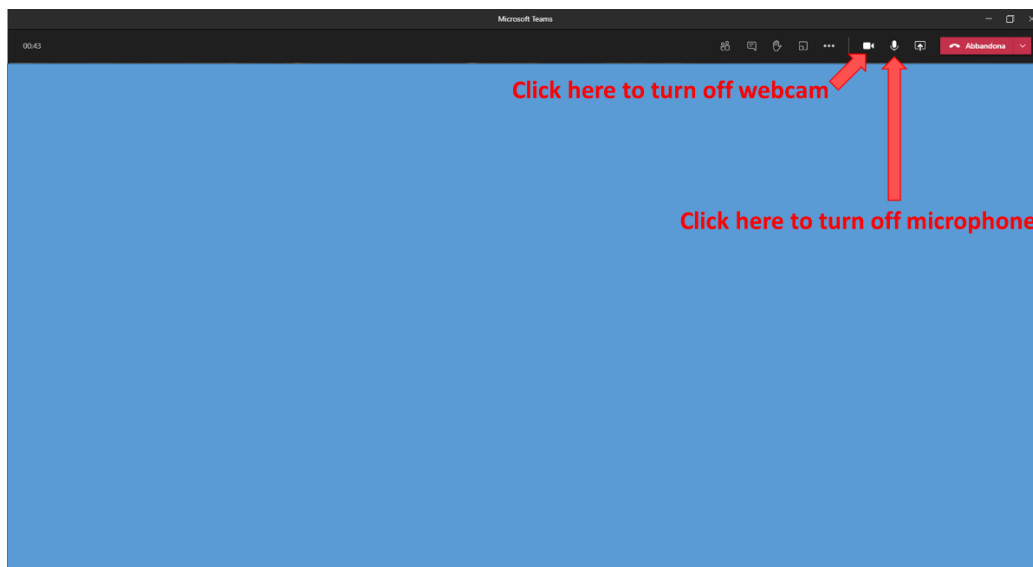 Microsoft Teams
00:43
Abbandona
Click here to turn off webcam
Click here to turn off microphone